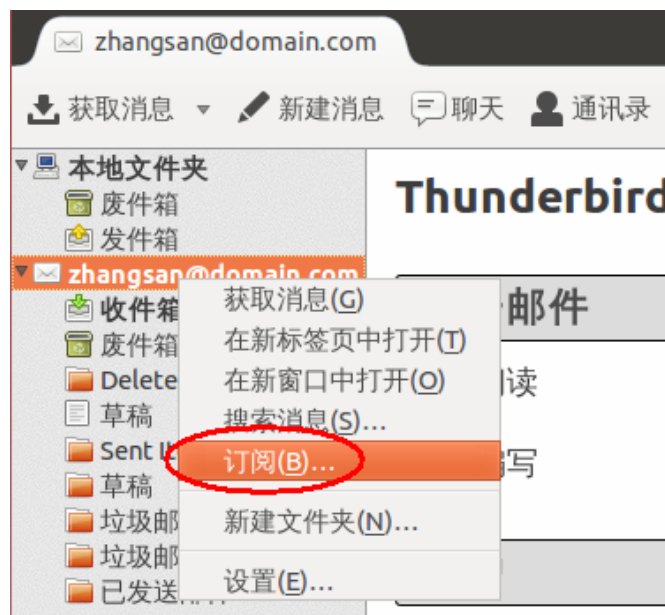 zhangsan@domain.com
获取消息 新建消息 聊天 通讯录
本地文件夹
废件箱
发件箱
zhangsan@domain.com
收件箱
废件箱
Delete
草稿
Sent It
草稿
垃圾邮
垃圾邮
已发送
Thunderbird
邮件
阅读
编写
获取消息(G)
在新标签页中打开(T)
在新窗口中打开(O)
搜索消息(S)...
订阅(B)...
新建文件夹(N)...
设置(E)...